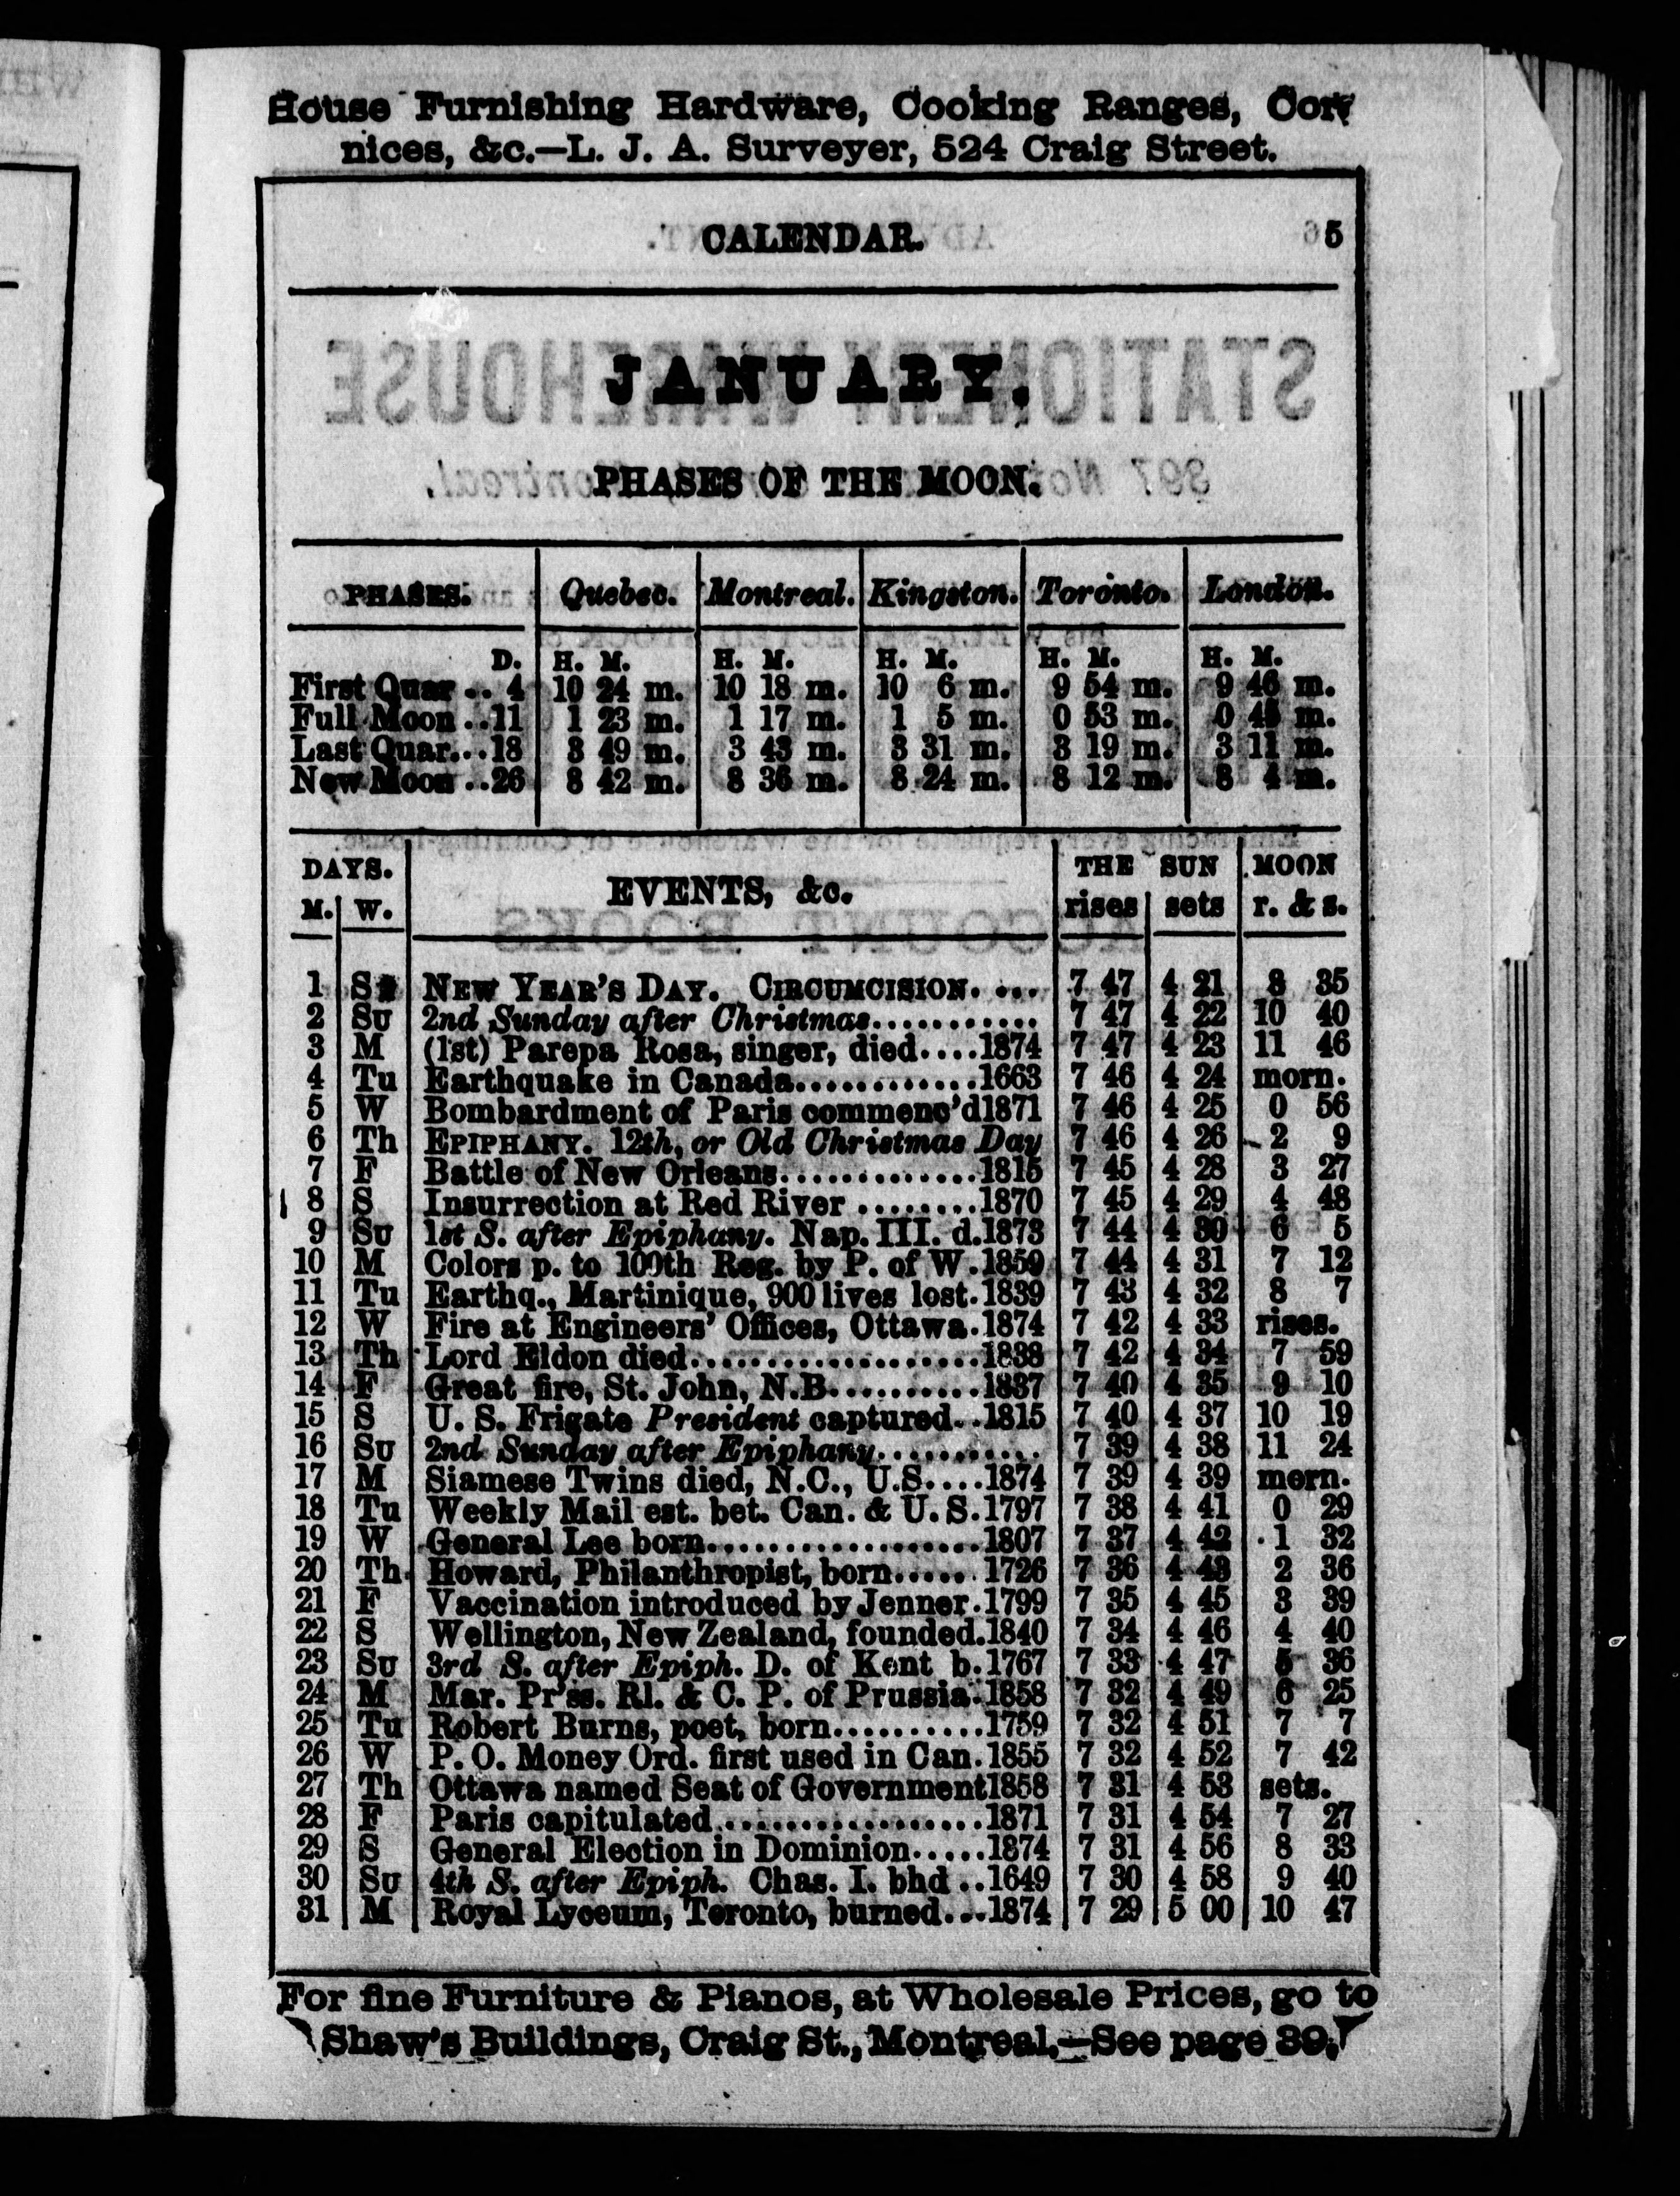 House Furnishing Hardware, Cooking Ranges, Cor-
nices, &c.—L. J. A. Surveyer, 524 Craig Street.
CALENDAR. 5
JANUARY.
PHASES OF THE MOON.
PHASES. Quebec. Montreal. Kingston. Toronto. London.
D. H. M. H. M. H. M. H. M. H. M.
First Quar .. 4 10 24 m. 10 18 m. 10 6 m. 9 54 m. 9 46 m.
Full Moon ..11 1 23 m. 1 17 m. 1 5 m. 0 53 m. 0 m.
Last Quar...18 3 49 m. 3 43 m. 3 31 m. 3 19 m. 3 11 m.
New Moon ..26 8 42 m. 8 36 m. 8 24 m. 8 12 m. 8 4 m.
DAYS. EVENTS, &c. THE SUN MOON
M. W. rises sets r. & s.
1 S NEW YEAR'S DAY. CIRCUMCISION. ... 7 47 4 21 8 35
2 SU 2nd Sunday after Christmas............ 7 47 4 22 10 40
3 M (1st) Parepa Rosa, singer, died....1874 7 47 4 23 11 46
4 Tu Earthquake in Canada............1663 7 46 4 24 morn.
5 W Bombardment of Paris commenc'd1871 7 46 4 25 0 56
6 Th EPIPHANY. 12th, or Old Christmas Day 7 46 4 26 2 9
7 F Battle of New Orleans.............1815 7 45 4 28 3 27
8 S Insurrection at Red River ........1870 7 45 4 29 4 48
9 SU 1st S. after Epiphany. Nap. III. d.1873 7 44 4 30 6 5
10 M Colors p. to 100th Reg. by P. of W.1859 7 44 4 31 7 12
11 Tu Earthq., Martinique, 900 lives lost.1839 7 43 4 32 8 7
12 W Fire at Engineers' Offices, Ottawa.1874 7 42 4 33 rises.
13 Th Lord Eldon died...................1838 7 42 4 34 7 59
14 F Great fire, St. John, N.B..........1837 7 40 4 35 9 10
15 S U. S. Frigate President captured..1815 7 40 4 37 10 19
16 SU 2nd Sunday after Epiphany........... 7 39 4 38 11 24
17 M Siamese Twins died, N.C., U.S....1874 7 39 4 39 morn.
18 Tu Weekly Mail est. bet. Can. & U. S.1797 7 38 4 41 0 29
19 W General Lee born..................1807 7 37 4 42 1 32
20 Th Howard, Philanthropist, born.....1726 7 36 4 43 2 36
21 F Vaccination introduced by Jenner.1799 7 35 4 45 3 39
22 S Wellington, New Zealand, founded.1840 7 34 4 46 4 40
23 SU 3rd S. after Epiph. D. of Kent b.1767 7 33 4 47 5 36
24 M Mar. Pr'ss. Rl. & C. P. of Prussia.1858 7 32 4 49 6 25
25 Tu Robert Burns, poet, born..........1759 7 32 4 51 7 7
26 W P. O. Money Ord. first used in Can.1855 7 32 4 52 7 42
27 Th Ottawa named Seat of Government1858 7 31 4 53 sets.
28 F Paris capitulated.................1871 7 31 4 54 7 27
29 S General Election in Dominion.....1874 7 31 4 56 8 33
30 SU 4th S. after Epiph. Chas. I. bhd ..1649 7 30 4 58 9 40
31 M Royal Lyceum, Toronto, burned...1874 7 29 5 00 10 47
For fine Furniture & Pianos, at Wholesale Prices, go to
Shaw's Buildings, Craig St., Montreal.—See page 39.